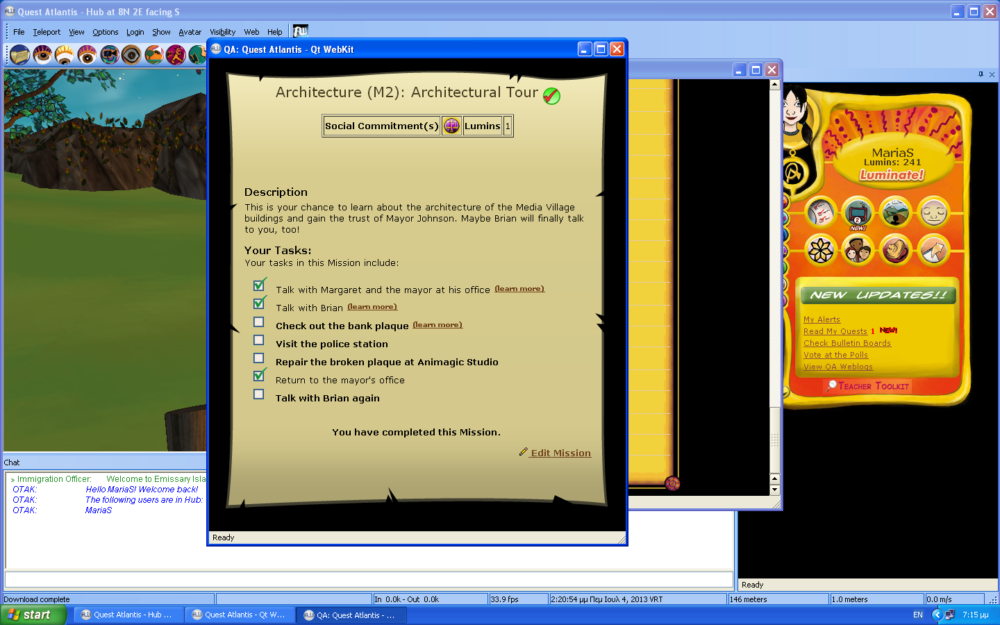 Quest Atlantis - Hub at 8N 2E facing S
File Teleport View Options Login Show Avatar Visibility Web Help
QA: Quest Atlantis - Qt WebKit
Architecture (M2): Architectural Tour
Social Commitment(s) Lumins 1
Description
This is your chance to learn about the architecture of the Media Village
buildings and gain the trust of Mayor Johnson. Maybe Brian will finally talk
to you, too!
Your Tasks:
Your tasks in this Mission include:
Talk with Margaret and the mayor at his office (learn more)
Talk with Brian (learn more)
Check out the bank plaque (learn more)
Visit the police station
Repair the broken plaque at Animagic Studio
Return to the mayor's office
Talk with Brian again
You have completed this Mission.
Edit Mission
Ready
MariaS
Lumins: 241
Luminate!
2
NEW!
NEW UPDATES!!
My Alerts
Read My Quests 1 NEW!
Check Bulletin Boards
Vote at the Polls
View QA Weblogs
TEACHER TOOLKIT
Ready
Chat
» Immigration Officer: Welcome to Emissary Isla
OTAK: Hello MariaS! Welcome back!
OTAK: The following users are in Hub:
OTAK: MariaS
Download complete In 0.0k - Out 0.0k 33.9 fps 2:20:54 μμ Πεμ Ιουλ 4, 2013 VRT 146 meters 1.0 meters 0.0 m/s
start Quest Atlantis - Hub ... Quest Atlantis - Qt W... QA: Quest Atlantis - ... EN 7:15 μμ